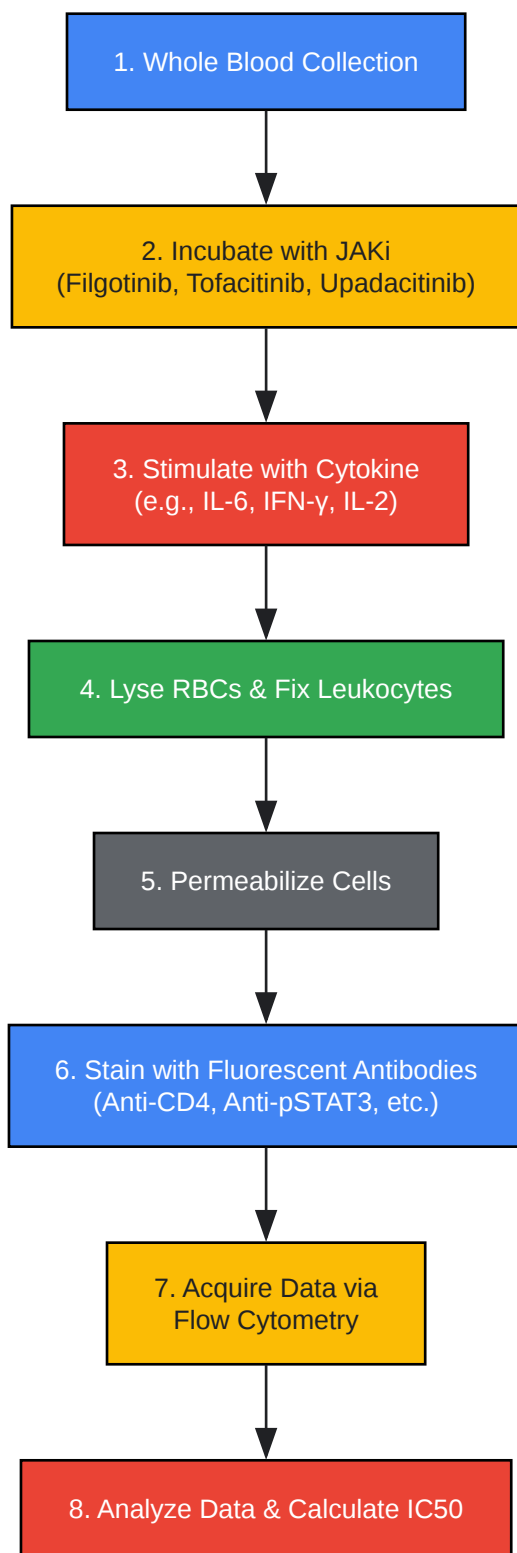 1. Whole Blood Collection
2. Incubate with JAKi
(Filgotinib, Tofacitinib, Upadacitinib)
3. Stimulate with Cytokine
(e.g., IL-6, IFN-γ, IL-2)
4. Lyse RBCs & Fix Leukocytes
5. Permeabilize Cells
6. Stain with Fluorescent Antibodies
(Anti-CD4, Anti-pSTAT3, etc.)
7. Acquire Data via
Flow Cytometry
8. Analyze Data & Calculate IC50